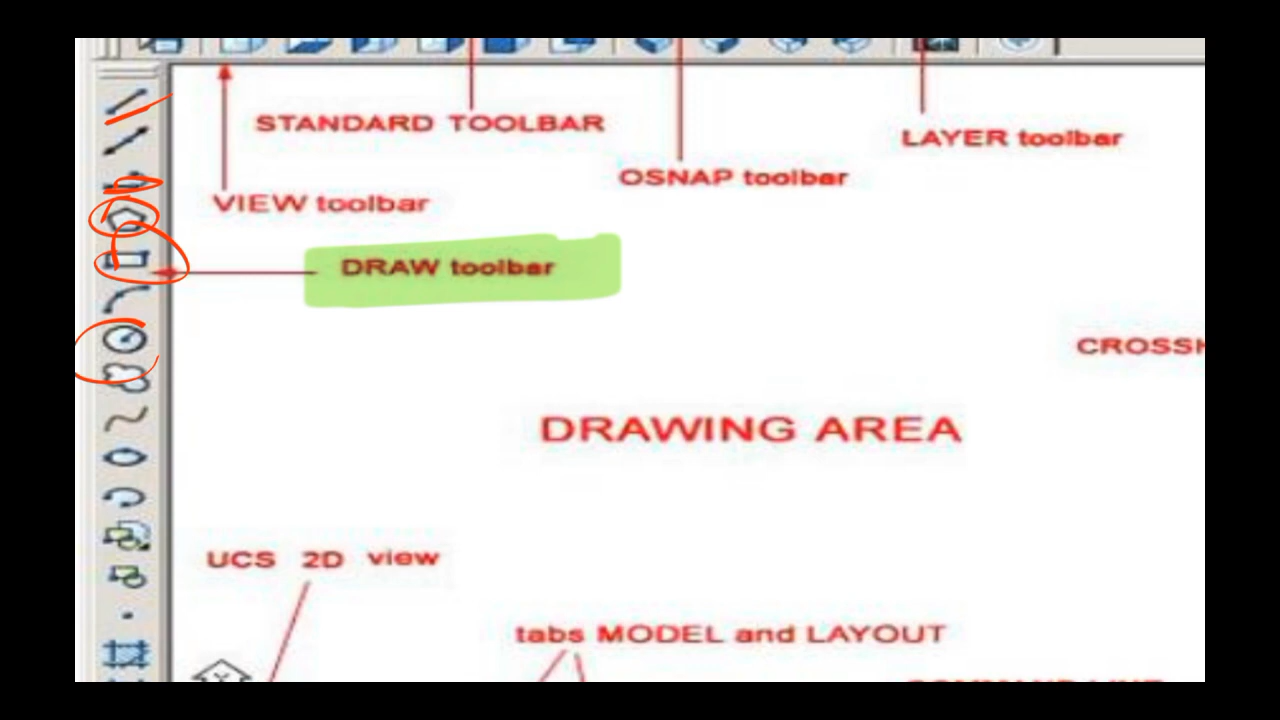 STANDARD TOOLBAR
LAYER toolbar
OSNAP toolbar
VIEW toolbar
DRAW toolbar
CROSSH
DRAWING AREA
UCS 2D view
tabs MODEL and LAYOUT